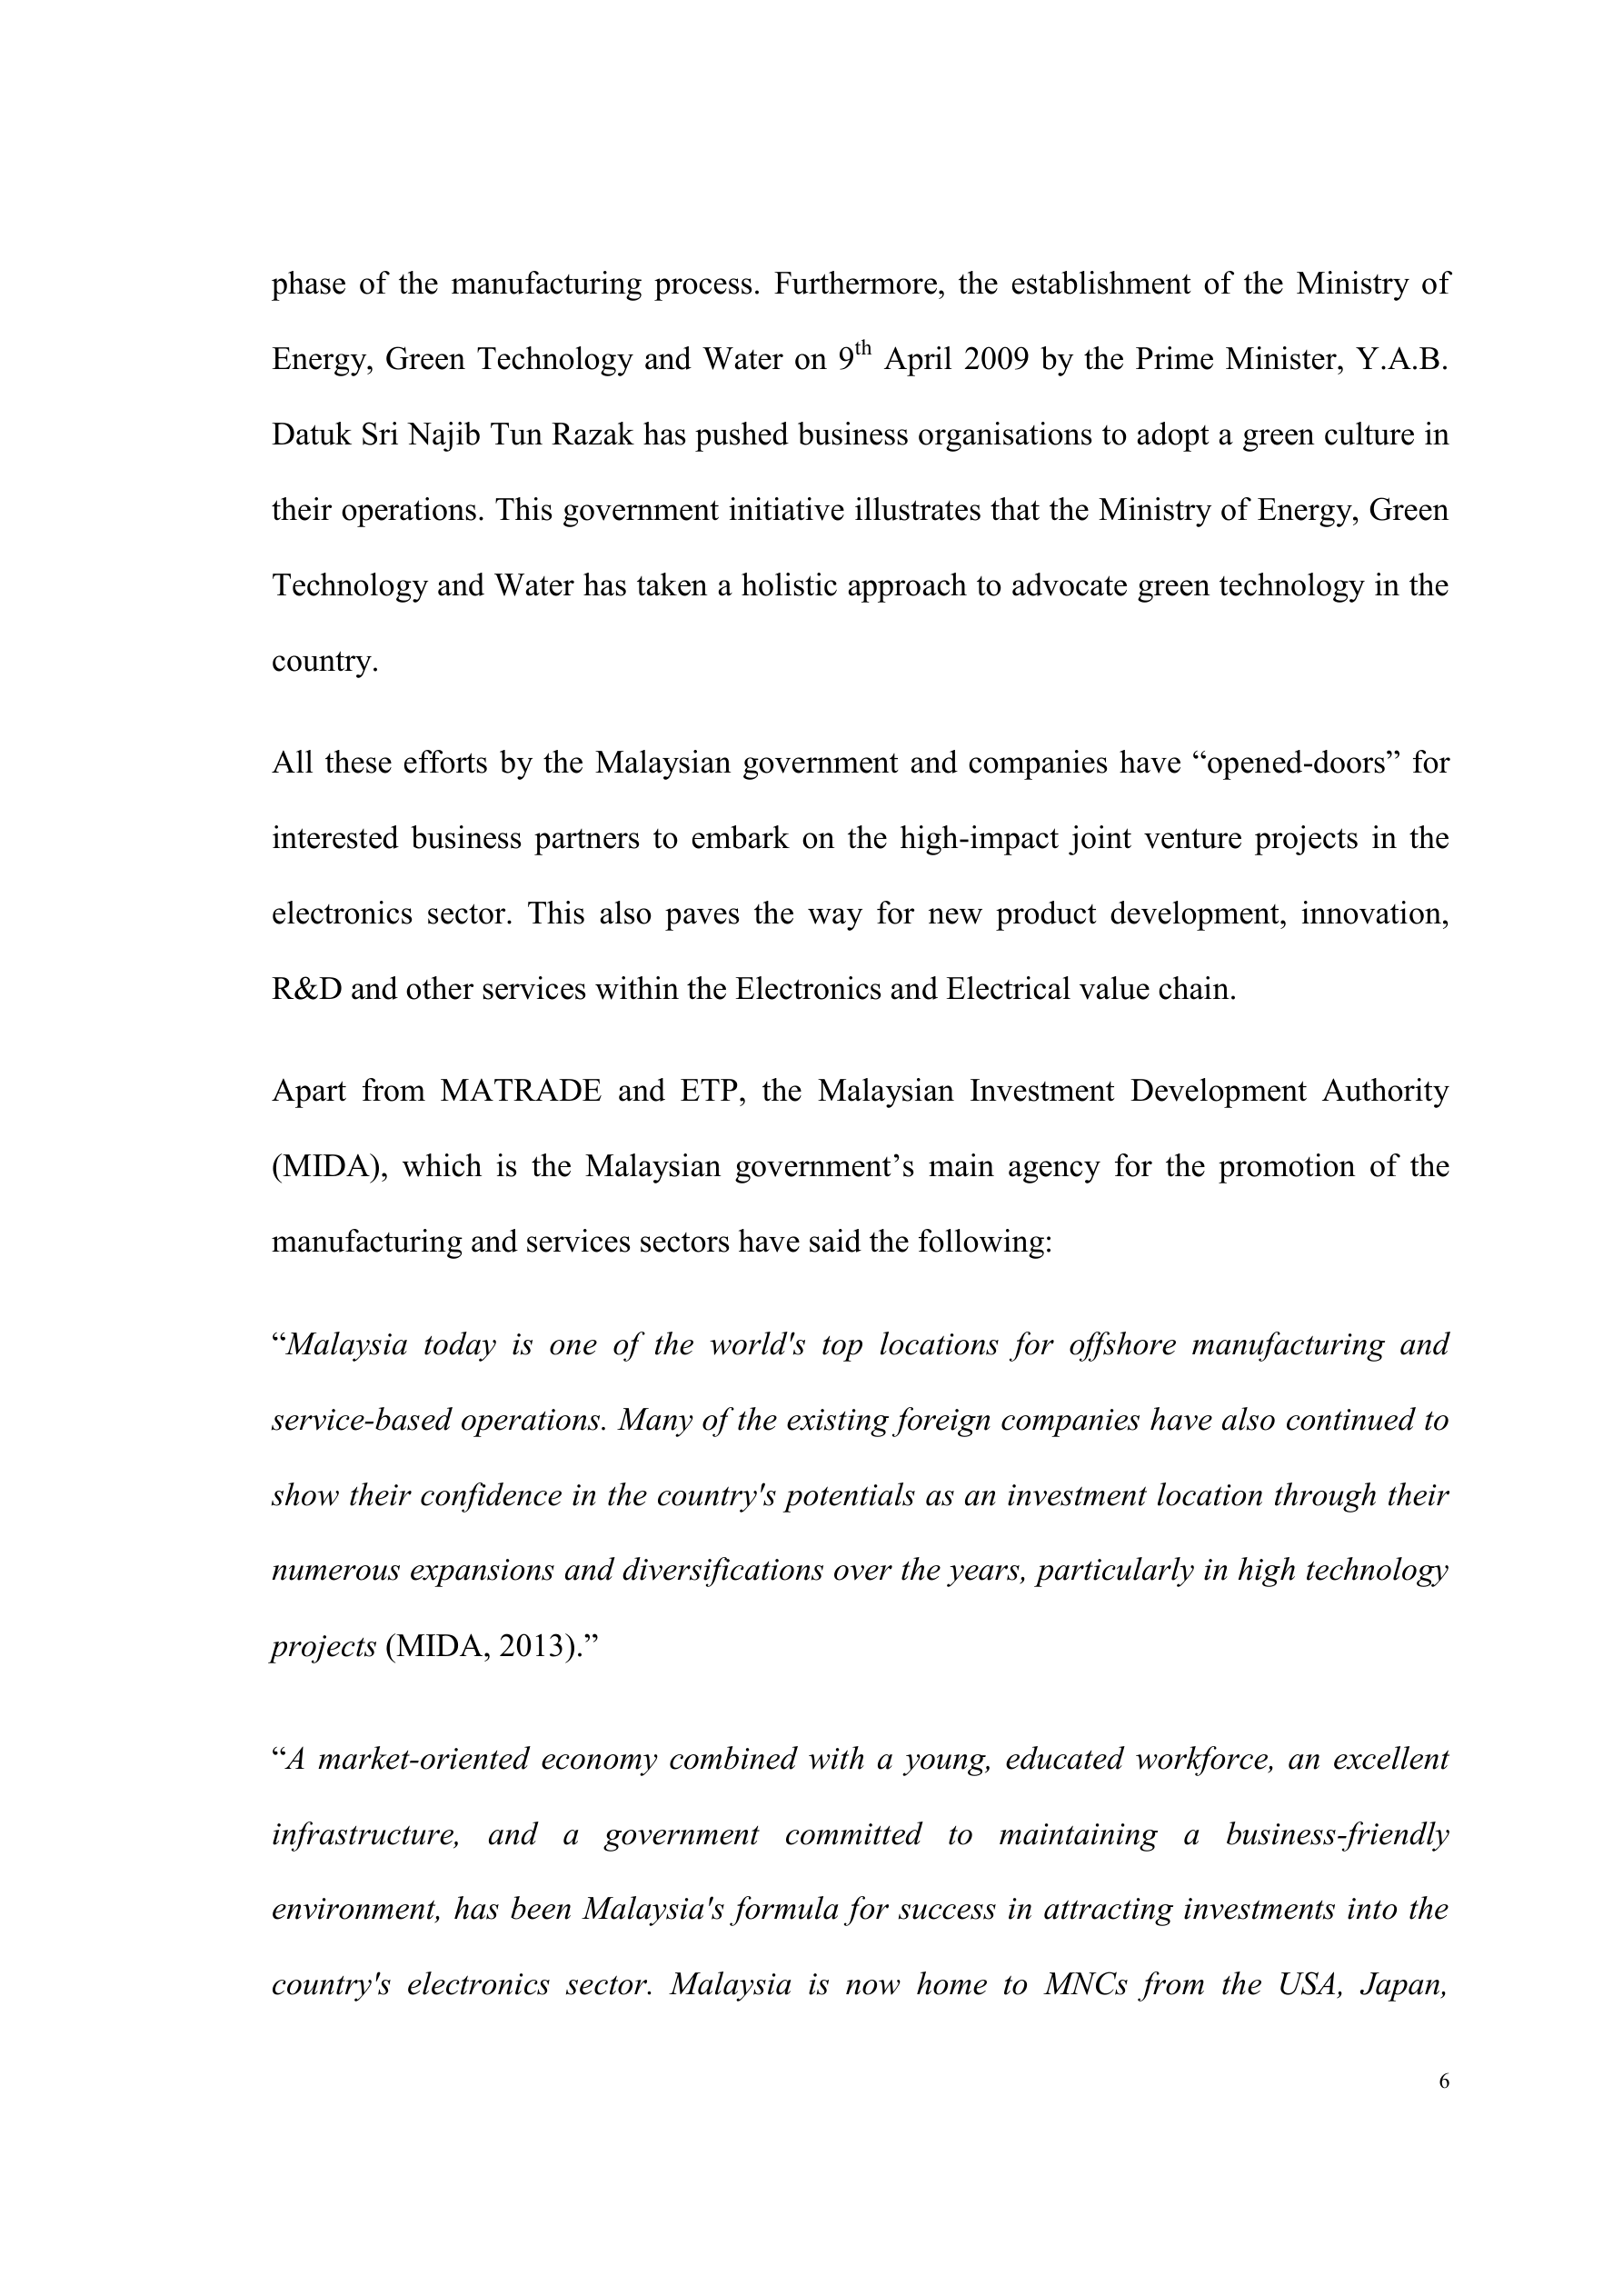 phase of the manufacturing process. Furthermore, the establishment of the Ministry of
Energy, Green Technology and Water on 9th April 2009 by the Prime Minister, Y.A.B.
Datuk Sri Najib Tun Razak has pushed business organisations to adopt a green culture in
their operations. This government initiative illustrates that the Ministry of Energy, Green
Technology and Water has taken a holistic approach to advocate green technology in the
country.
All these efforts by the Malaysian government and companies have “opened-doors” for
interested business partners to embark on the high-impact joint venture projects in the
electronics sector. This also paves the way for new product development, innovation,
R&D and other services within the Electronics and Electrical value chain.
Apart from MATRADE and ETP, the Malaysian Investment Development Authority
(MIDA), which is the Malaysian government’s main agency for the promotion of the
manufacturing and services sectors have said the following:
“Malaysia today is one of the world's top locations for offshore manufacturing and
service-based operations. Many of the existing foreign companies have also continued to
show their confidence in the country's potentials as an investment location through their
numerous expansions and diversifications over the years, particularly in high technology
projects (MIDA, 2013).”
“A market-oriented economy combined with a young, educated workforce, an excellent
infrastructure, and a government committed to maintaining a business-friendly
environment, has been Malaysia's formula for success in attracting investments into the
country's electronics sector. Malaysia is now home to MNCs from the USA, Japan,
6